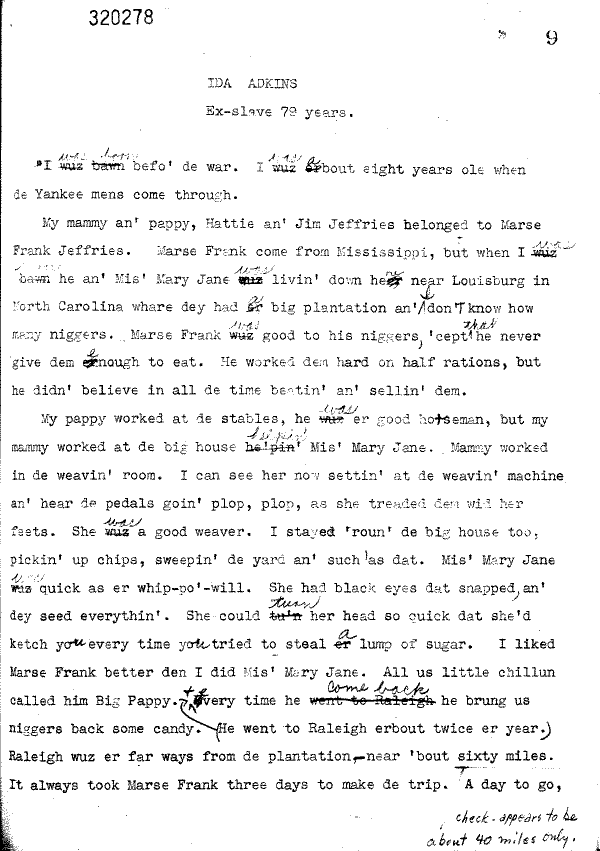 320278
9
IDA ADKINS
Ex-slave 79 years.
was born was a
"I wuz bawn befo' de war. I wuz erbout eight years ole when
de Yankee mens come through.
My mammy an' pappy, Hattie an' Jim Jeffries belonged to Marse
was
Frank Jeffries. Marse Frank come from Mississippi, but when I wuz
was
bawn he an' Mis' Mary Jane wuz livin' down near Louisburg in
a I
North Carolina whare dey had er big plantation an' don't know how
was that
many niggers. Marse Frank wuz good to his niggers, 'cept he never
give dem enough to eat. He worked dem hard on half rations, but
he didn' believe in all de time beatin' an' sellin' dem.
was
My pappy worked at de stables, he wuz er good horseman, but my
helpin
mammy worked at de big house helpin' Mis' Mary Jane. Mammy worked
in de weavin' room. I can see her now settin' at de weavin' machine
an' hear de pedals goin' plop, plop, as she treaded dem wid her
was
feets. She wuz a good weaver. I stayed 'roun' de big house too,
pickin' up chips, sweepin' de yard an' such as dat. Mis' Mary Jane
was
wuz quick as er whip-po'-will. She had black eyes dat snapped, an'
turn
dey seed everythin'. She could tu'n her head so quick dat she'd
a
ketch you every time you tried to steal er lump of sugar. I liked
Marse Frank better den I did Mis' Mary Jane. All us little chillun
come back
called him Big Pappy. Every time he went to Raleigh he brung us
niggers back some candy. (He went to Raleigh erbout twice er year.)
Raleigh wuz er far ways from de plantation,-near 'bout sixty miles.
It always took Marse Frank three days to make de trip. A day to go,
check - appears to be
about 40 miles only.